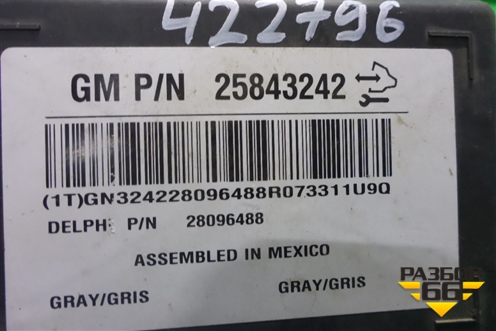 422796
GM P/N 25843242
(1T)GN324228096488R073311U9Q
DELPHI P/N 28096488
ASSEMBLED IN MEXICO
GRAY/GRIS GRAY/GRIS
РАЗБОР
66